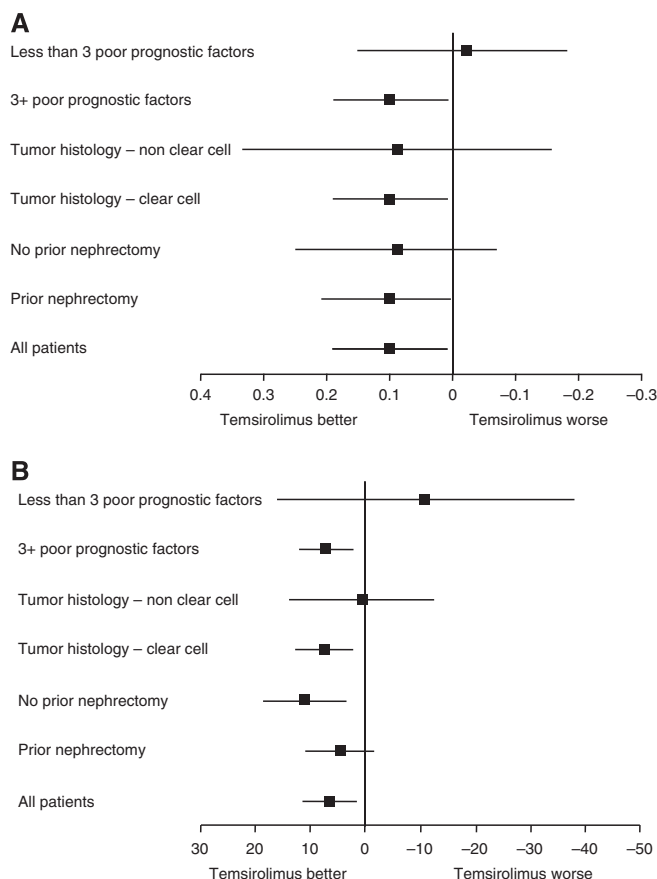 A
Less than 3 poor prognostic factors
3+ poor prognostic factors
Tumor histology – non clear cell
Tumor histology – clear cell
No prior nephrectomy
Prior nephrectomy
All patients
0.4 0.3 0.2 0.1 0 –0.1 –0.2 –0.3
Temsirolimus better Temsirolimus worse
B
Less than 3 poor prognostic factors
3+ poor prognostic factors
Tumor histology – non clear cell
Tumor histology – clear cell
No prior nephrectomy
Prior nephrectomy
All patients
30 20 10 0 –10 –20 –30 –40 –50
Temsirolimus better Temsirolimus worse